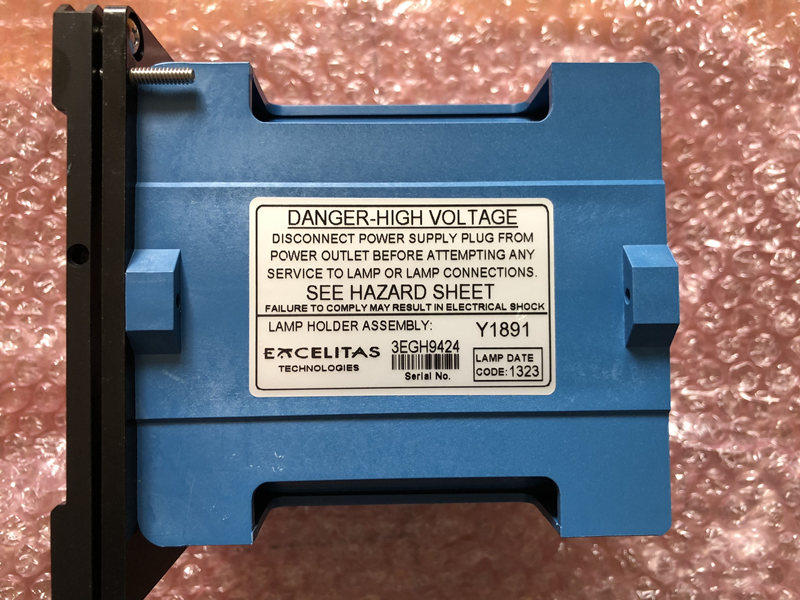 DANGER-HIGH VOLTAGE
DISCONNECT POWER SUPPLY PLUG FROM
POWER OUTLET BEFORE ATTEMPTING ANY
SERVICE TO LAMP OR LAMP CONNECTIONS.
SEE HAZARD SHEET
FAILURE TO COMPLY MAY RESULT IN ELECTRICAL SHOCK
LAMP HOLDER ASSEMBLY: Y1891
EXCELITAS
TECHNOLOGIES
3EGH9424
Serial No.
LAMP DATE
CODE: 1323